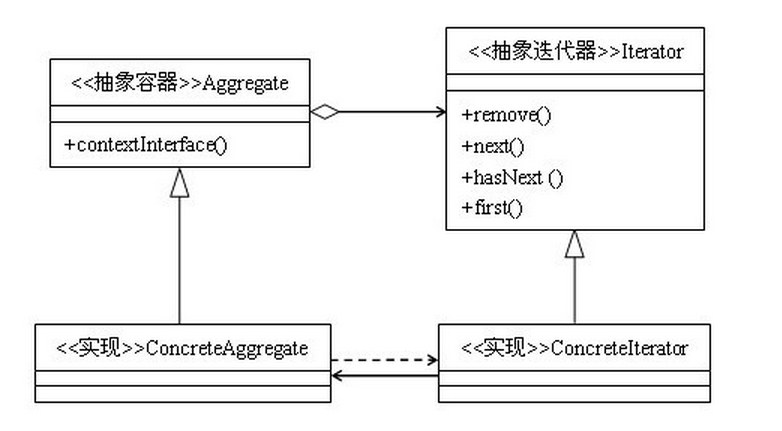 <<抽象容器>>Aggregate
+contextInterface()
<<抽象迭代器>>Iterator
+remove()
+next()
+hasNext ()
+first()
<<实现>>ConcreteAggregate
<<实现>>ConcreteIterator